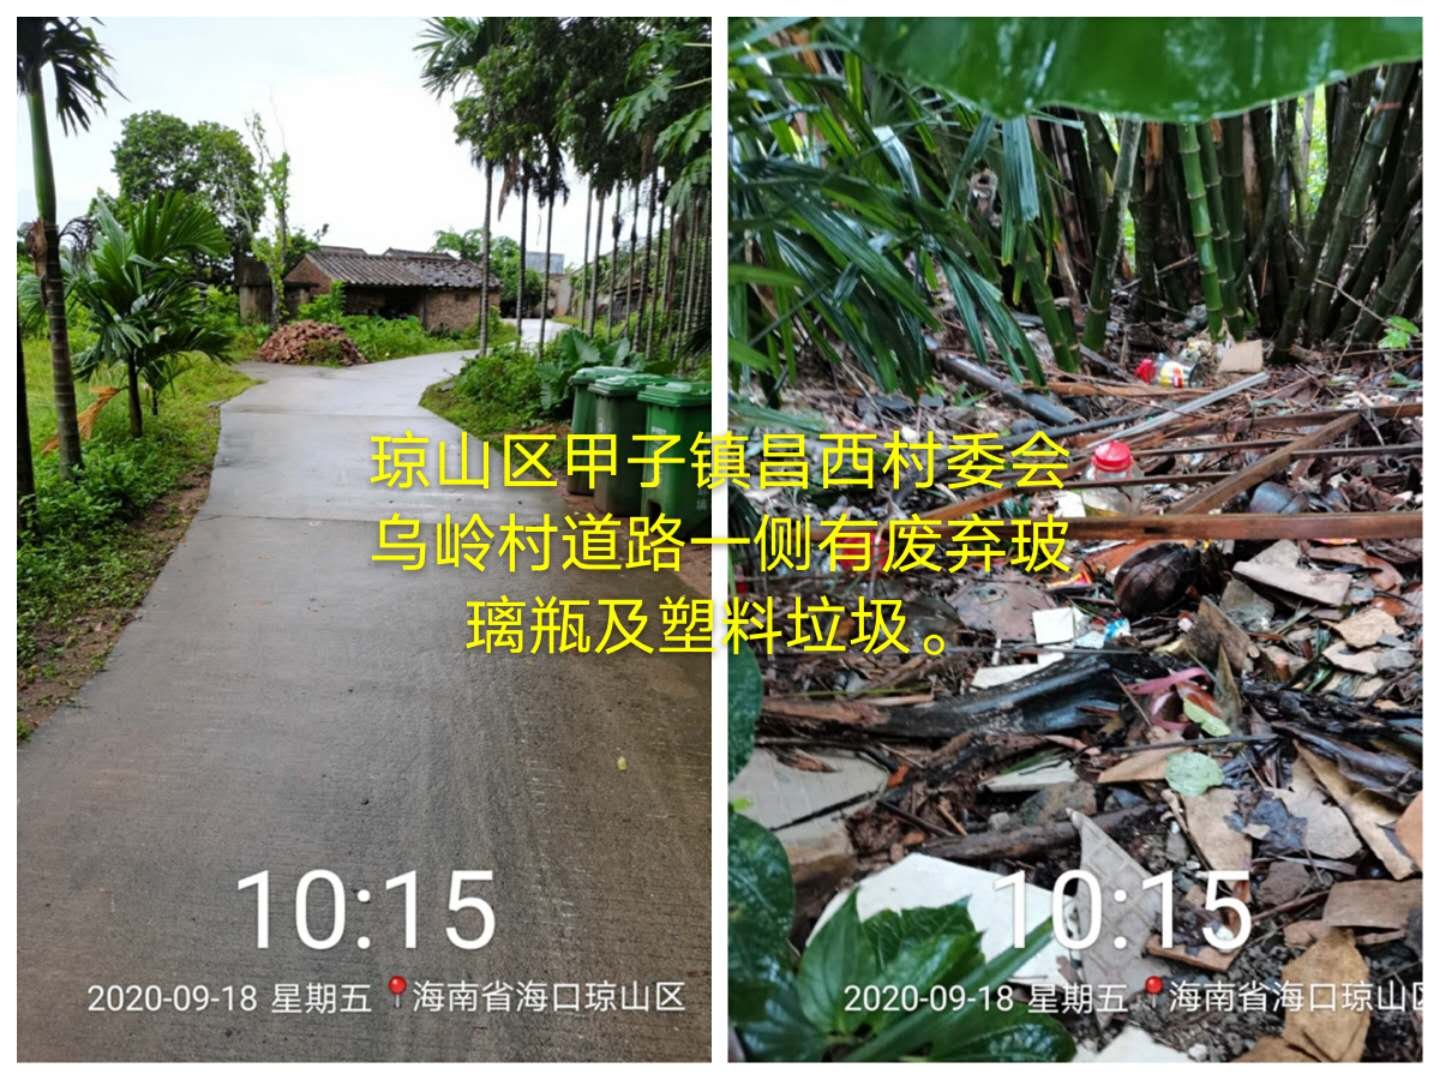 琼山区甲子镇昌西村委会
乌岭村道路一侧有废弃玻
璃瓶及塑料垃圾。
10:15
2020-09-18 星期五 海南省海口琼山区
10:15
2020-09-18 星期五 海南省海口琼山区